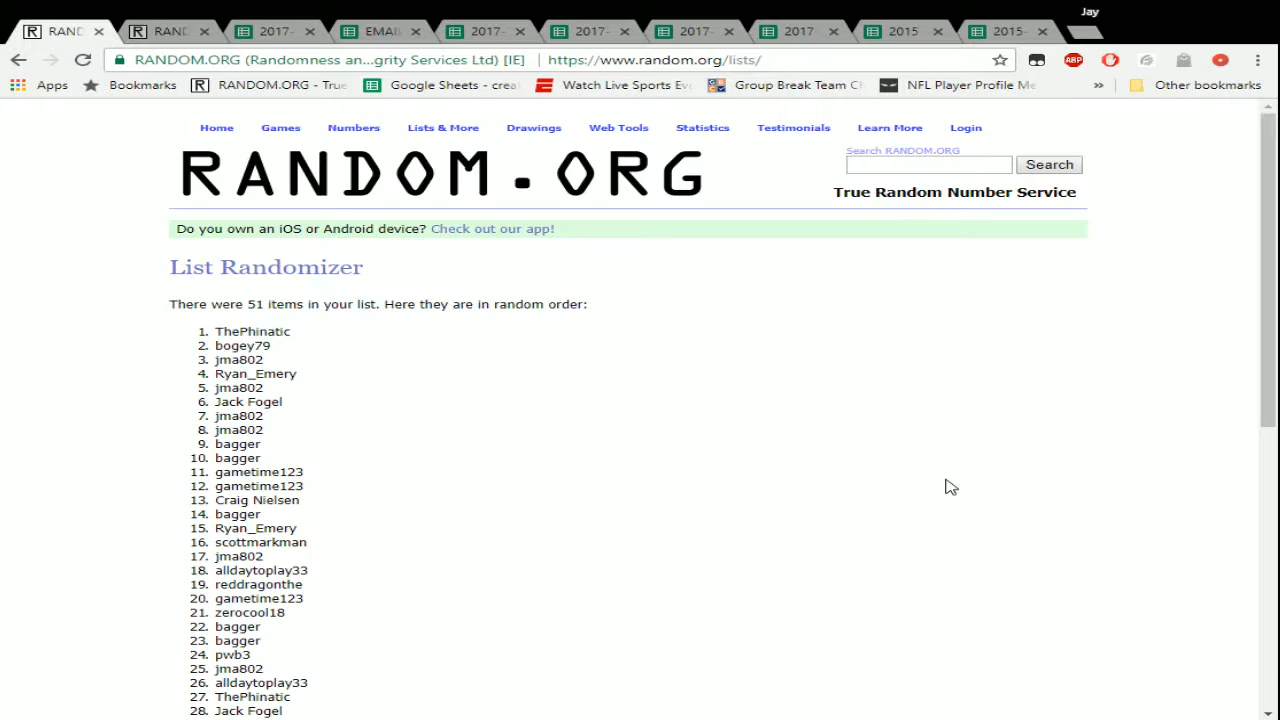 Jay
RAND
RAND
2017-
EMAIL
2017-
2017-
2017-
2017
2015
2015-
RANDOM.ORG (Randomness an...grity Services Ltd) [IE] https://www.random.org/lists/
ABP
Apps Bookmarks RANDOM.ORG - True Google Sheets - crea Watch Live Sports Eve Group Break Team Ch NFL Player Profile Me » Other bookmarks
Home Games Numbers Lists & More Drawings Web Tools Statistics Testimonials Learn More Login
Search RANDOM.ORG
RANDOM.ORG
Search
True Random Number Service
Do you own an iOS or Android device? Check out our app!
List Randomizer
There were 51 items in your list. Here they are in random order:
1. ThePhinatic
2. bogey79
3. jma802
4. Ryan_Emery
5. jma802
6. Jack Fogel
7. jma802
8. jma802
9. bagger
10. bagger
11. gametime123
12. gametime123
13. Craig Nielsen
14. bagger
15. Ryan_Emery
16. scottmarkman
17. jma802
18. alldaytoplay33
19. reddragonthe
20. gametime123
21. zerocool18
22. bagger
23. bagger
24. pwb3
25. jma802
26. alldaytoplay33
27. ThePhinatic
28. Jack Fogel